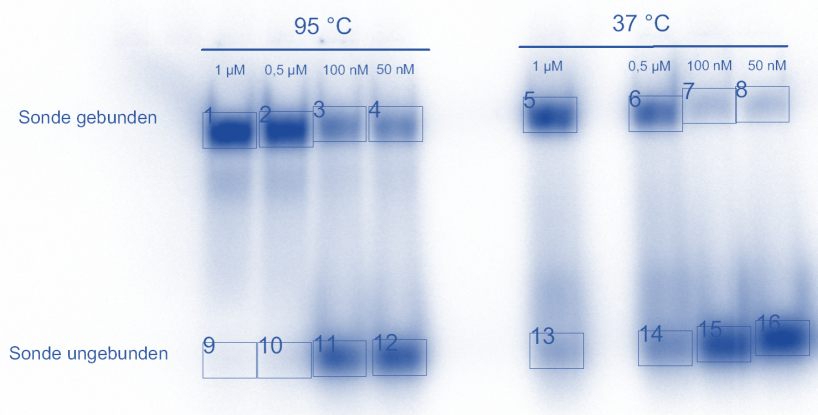 95 °C
37 °C
1 µM
0,5 µM
100 nM
50 nM
1 µM
0,5 µM
100 nM
50 nM
Sonde gebunden
1
2
3
4
5
6
7
8
Sonde ungebunden
9
10
11
12
13
14
15
16